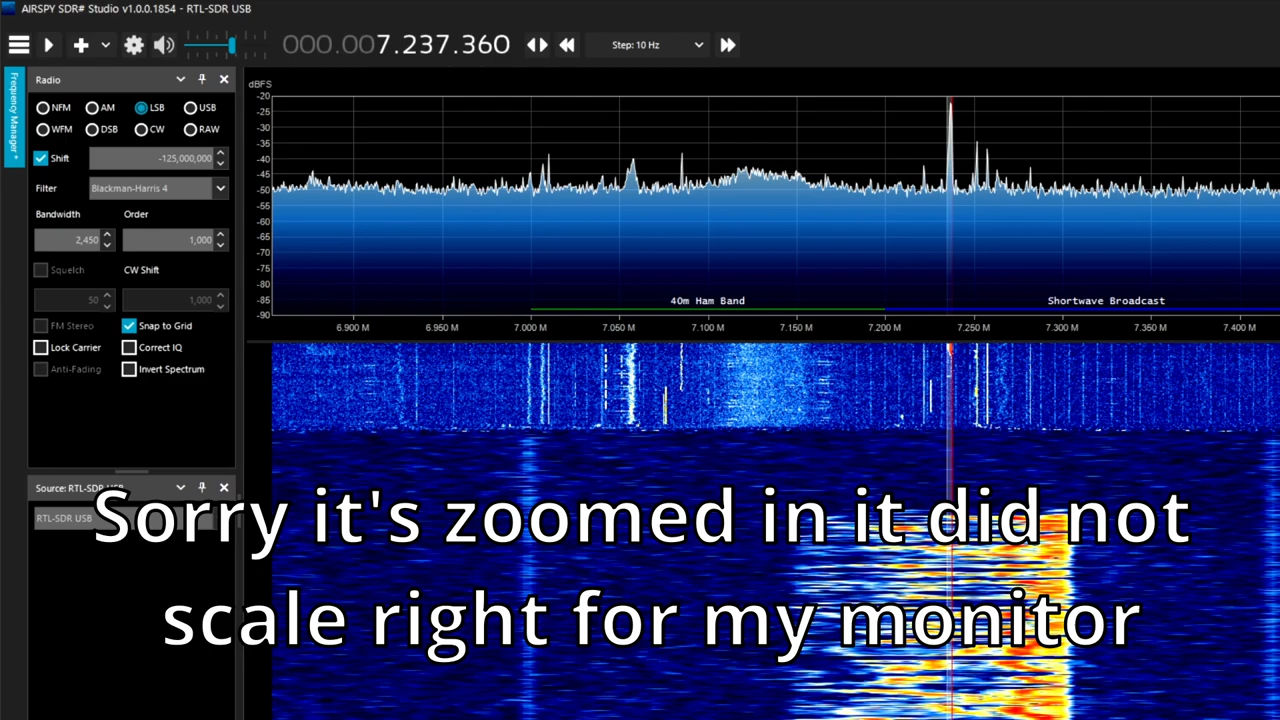 AIRSPY SDR# Studio v1.0.0.1854 - RTL-SDR USB
000.007.237.360
Step: 10 Hz
Frequency Manager *
Radio
NFM AM LSB USB
WFM DSB CW RAW
Shift -125,000,000
Filter Blackman-Harris 4
Bandwidth Order
2,450 1,000
Squelch CW Shift
50 1,000
FM Stereo Snap to Grid
Lock Carrier Correct IQ
Anti-Fading Invert Spectrum
Source: RTL-SDR USB
RTL-SDR USB
dBFS
-20
-25
-30
-35
-40
-45
-50
-55
-60
-65
-70
-75
-80
-85
-90
40m Ham Band Shortwave Broadcast
6.900 M 6.950 M 7.000 M 7.050 M 7.100 M 7.150 M 7.200 M 7.250 M 7.300 M 7.350 M 7.400 M
Sorry it's zoomed in it did not
scale right for my monitor